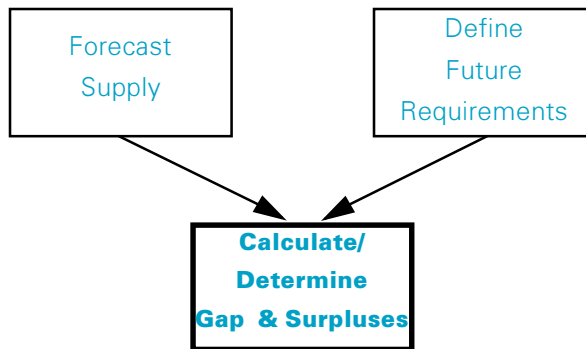 Forecast
Supply
Define
Future
Requirements
Calculate/
Determine
Gap & Surpluses